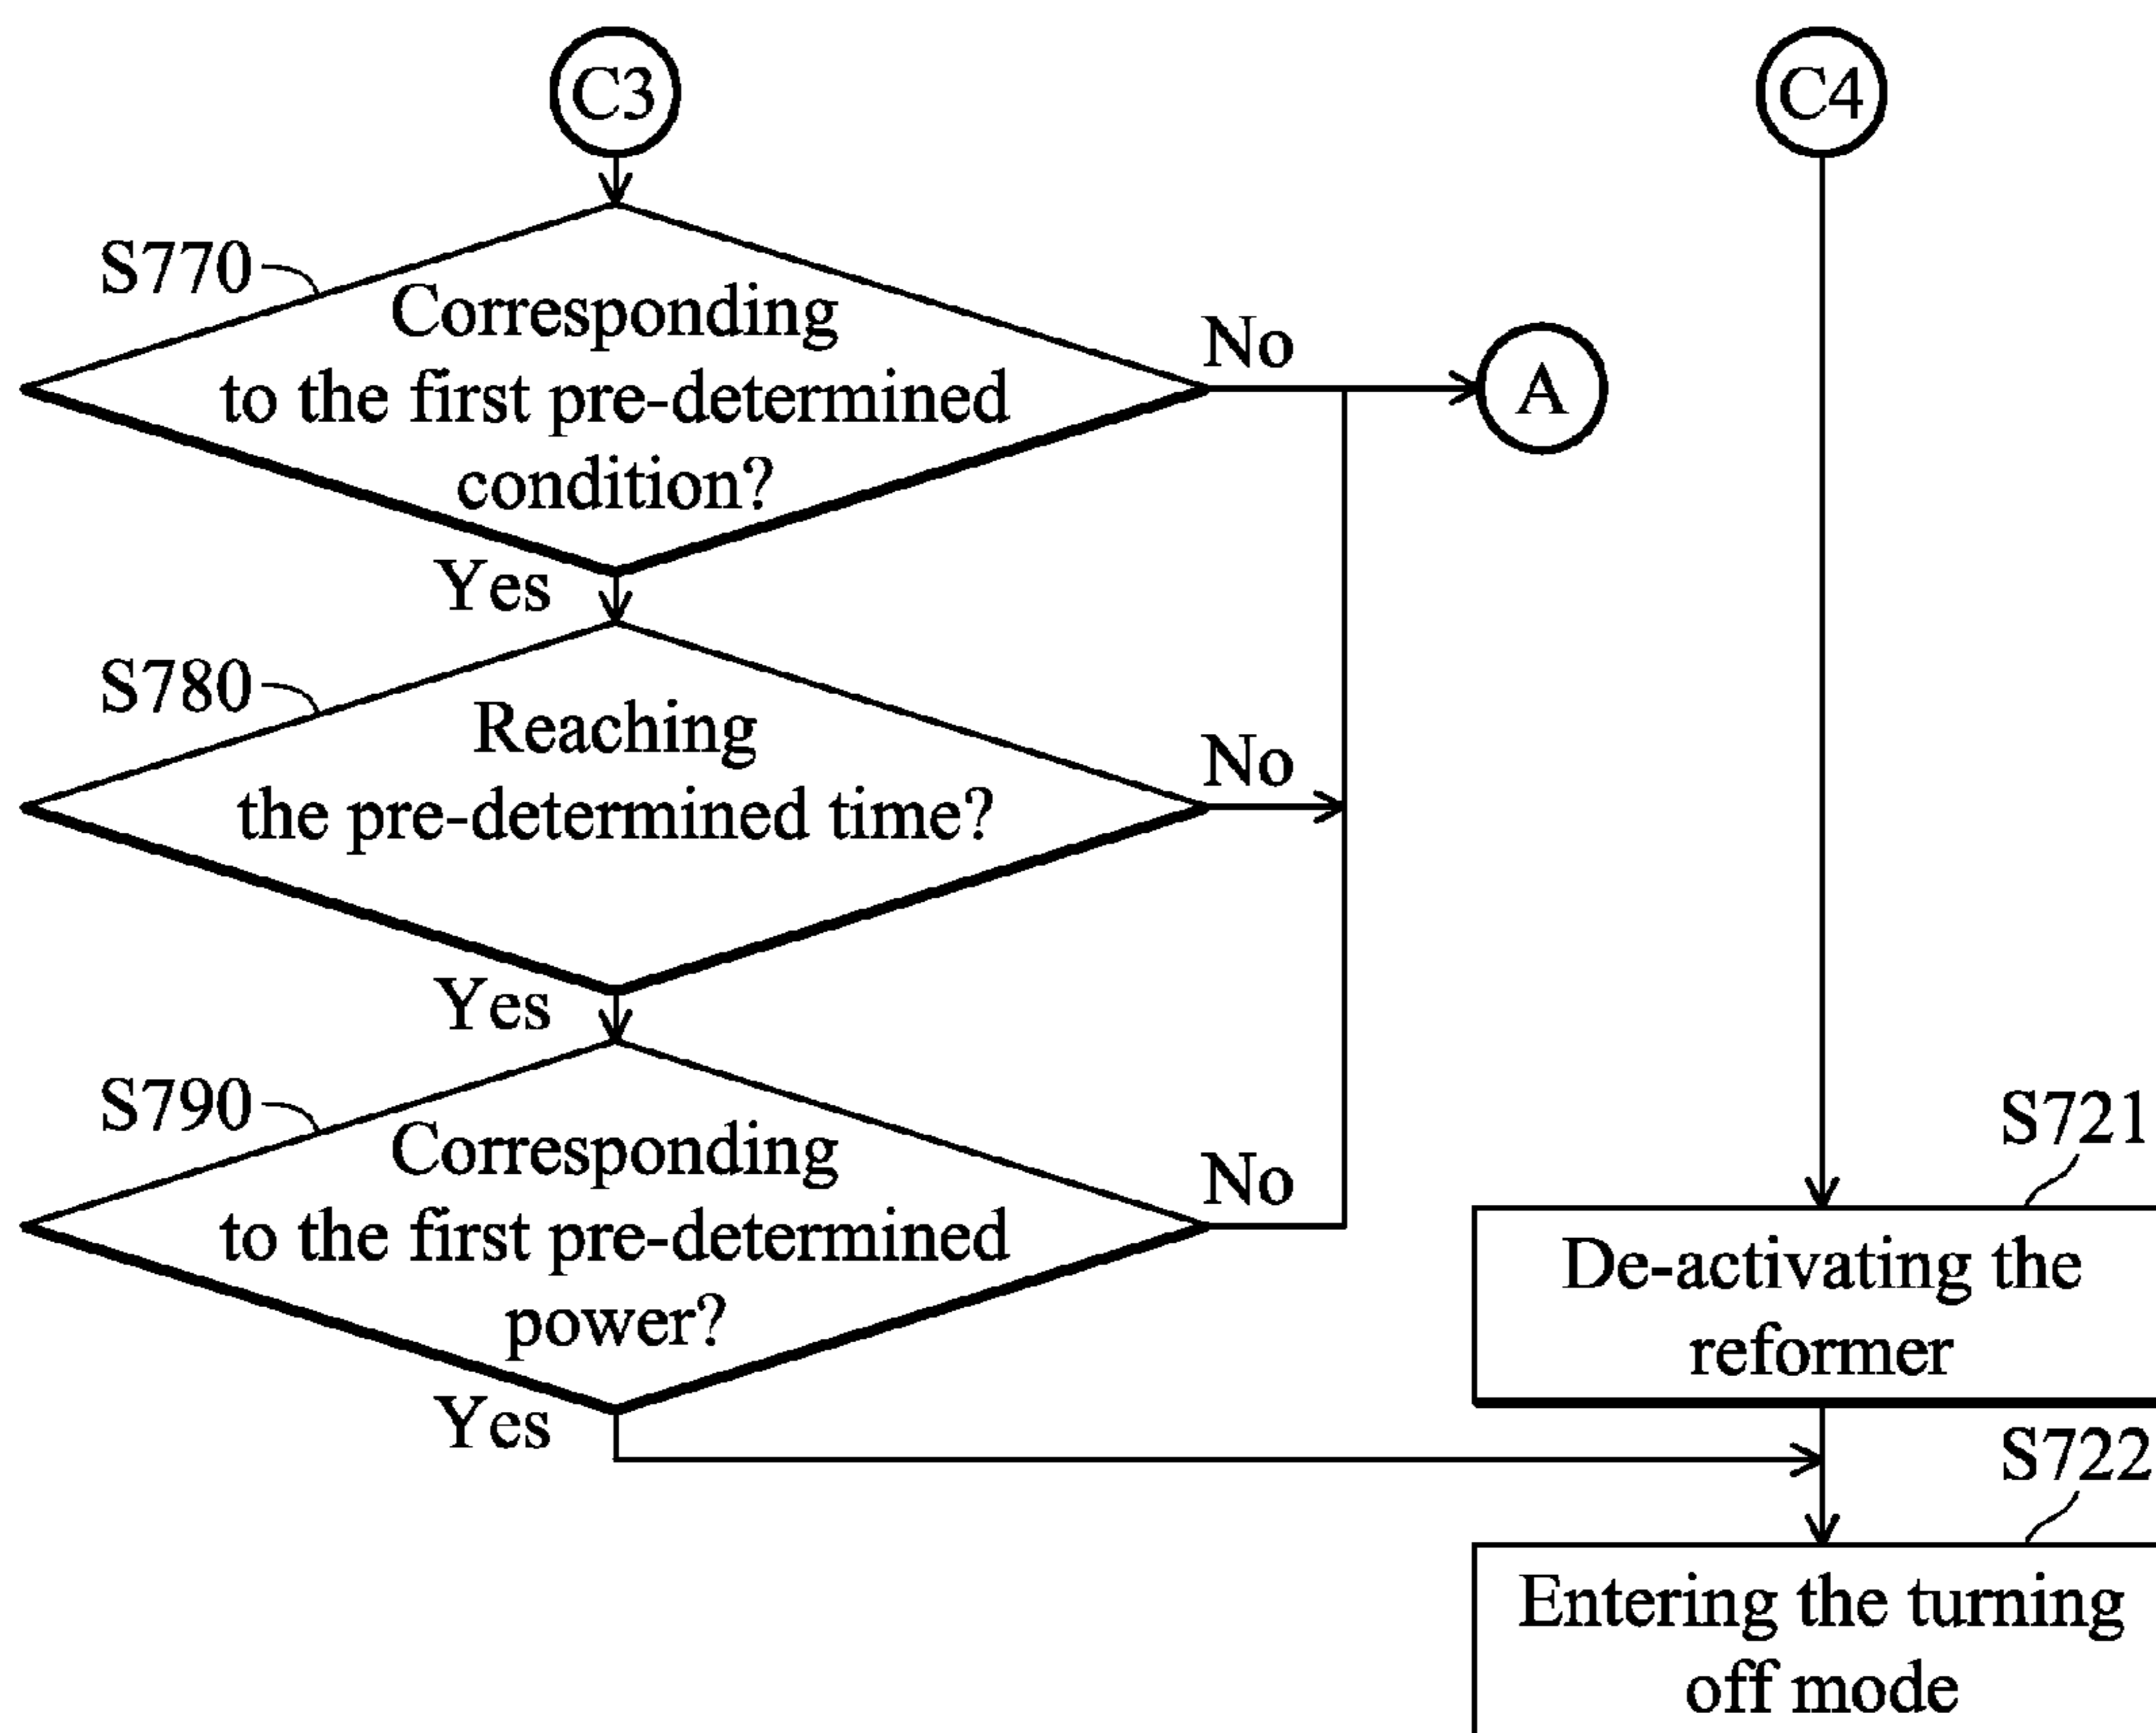 C3
C4
S770
Corresponding
to the first pre-determined
condition?
No
A
Yes
S780
Reaching
the pre-determined time?
No
Yes
S790
Corresponding
to the first pre-determined
power?
No
Yes
S721
De-activating the
reformer
S722
Entering the turning
off mode